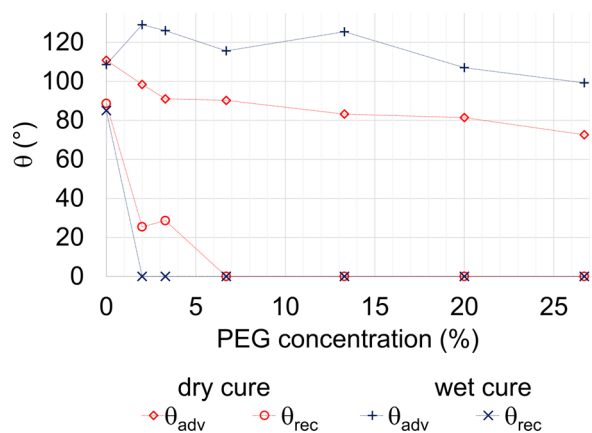 120
100
80
60
40
20
0
θ (°)
0 5 10 15 20 25
PEG concentration (%)
dry cure wet cure
θadv θrec θadv θrec